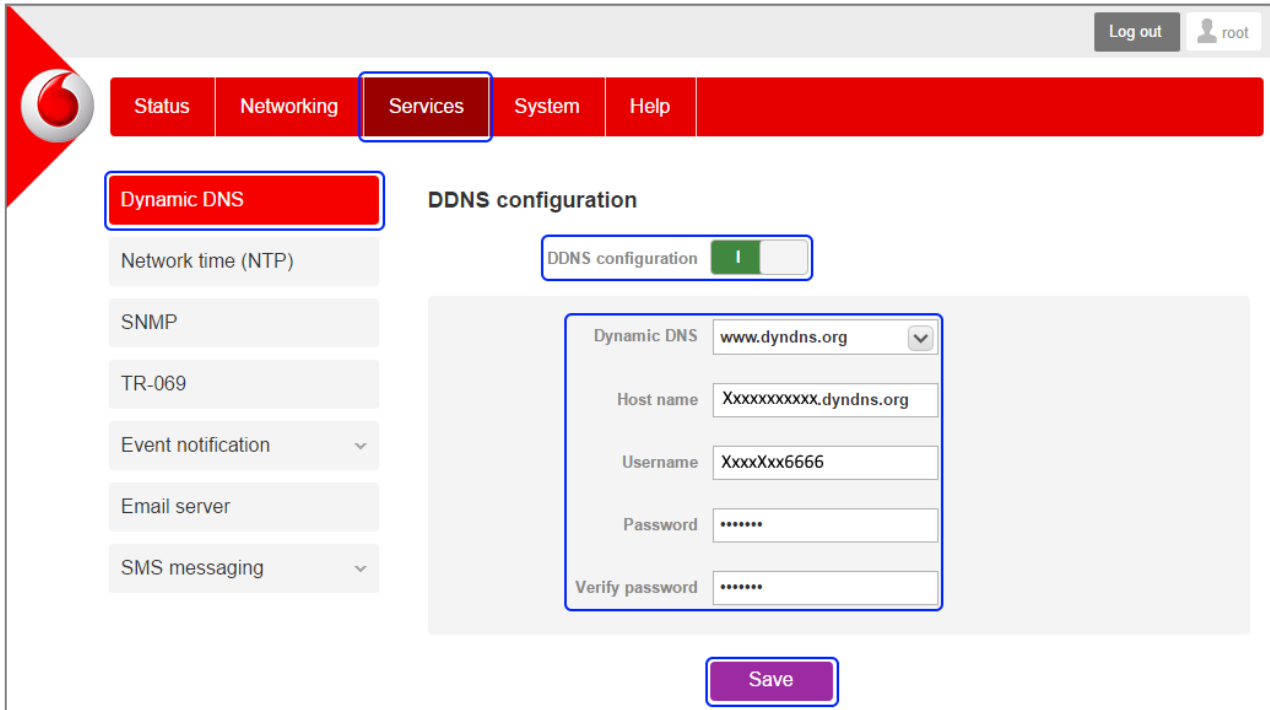 Log out
root
Status Networking Services System Help
Dynamic DNS
Network time (NTP)
SNMP
TR-069
Event notification
Email server
SMS messaging
DDNS configuration
DDNS configuration I
Dynamic DNS www.dyndns.org
Host name Xxxxxxxxxxx.dyndns.org
Username XxxxXxx6666
Password •••••••
Verify password •••••••
Save